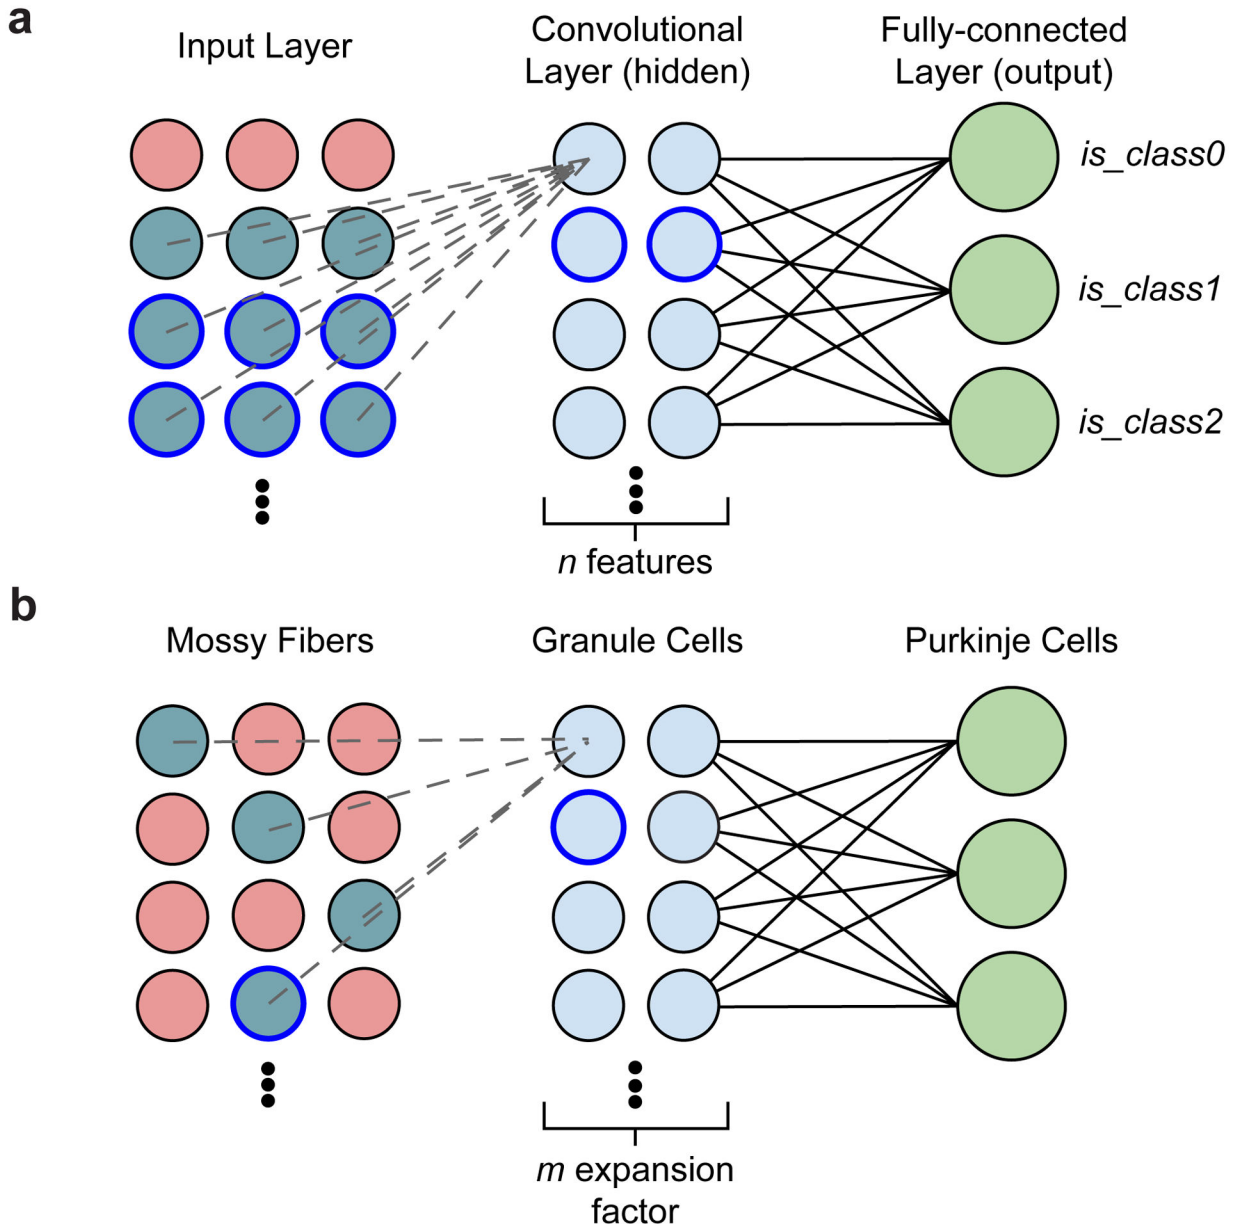 a
Input Layer
Convolutional
Layer (hidden)
Fully-connected
Layer (output)
is_class0
is_class1
is_class2
n features
b
Mossy Fibers
Granule Cells
Purkinje Cells
m expansion
factor